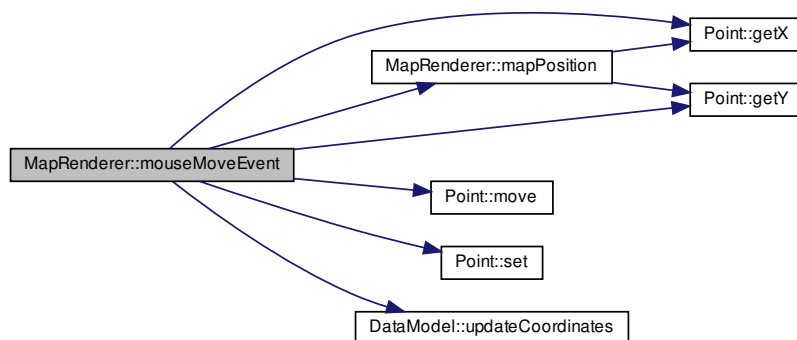 Point::getX
MapRenderer::mapPosition
Point::getY
MapRenderer::mouseMoveEvent
Point::move
Point::set
DataModel::updateCoordinates